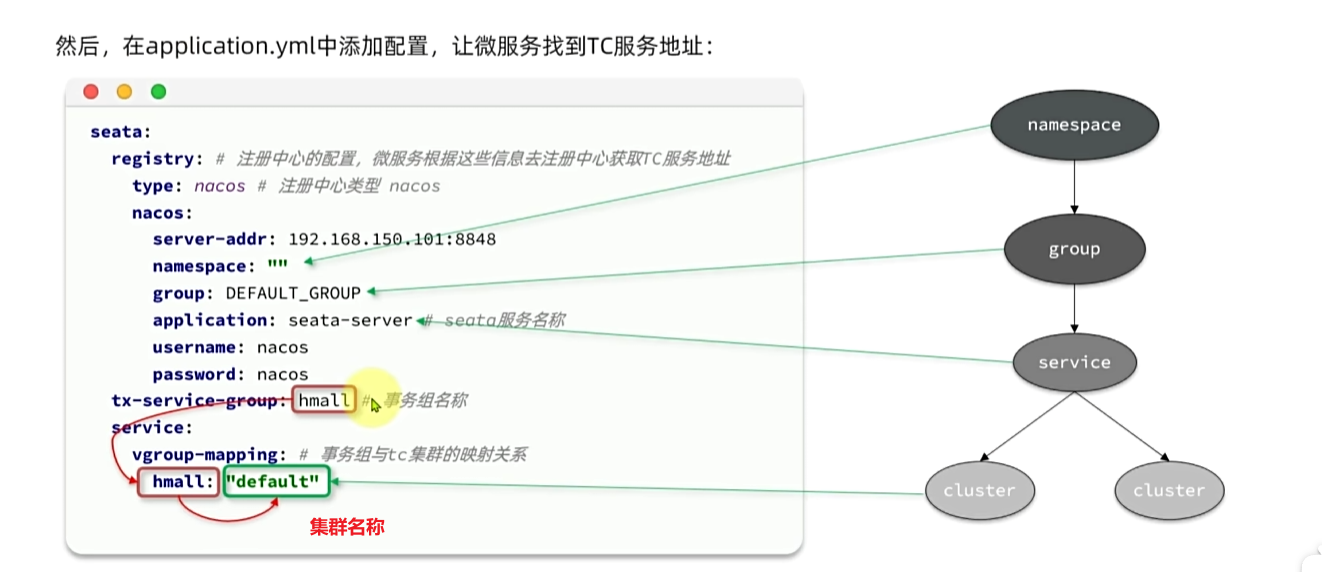 然后，在application.yml中添加配置，让微服务找到TC服务地址：
seata:
registry: # 注册中心的配置，微服务根据这些信息去注册中心获取TC服务地址
type: nacos # 注册中心类型 nacos
nacos:
server-addr: 192.168.150.101:8848
namespace: ""
group: DEFAULT_GROUP
application: seata-server # seata服务名称
username: nacos
password: nacos
tx-service-group: hmall # 事务组名称
service:
vgroup-mapping: # 事务组与tc集群的映射关系
hmall: "default"
集群名称
namespace
group
service
cluster
cluster